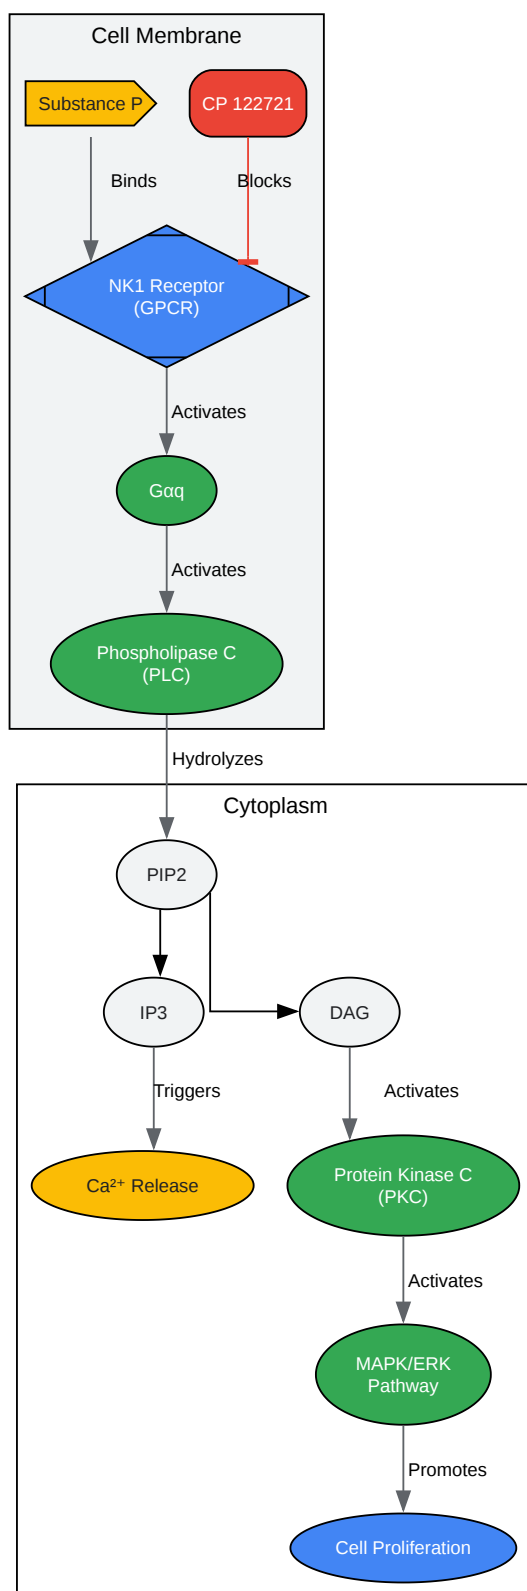 Cell Membrane
Substance P
CP 122721
Binds
Blocks
NK1 Receptor
(GPCR)
Activates
Gαq
Activates
Phospholipase C
(PLC)
Hydrolyzes
Cytoplasm
PIP2
IP3
DAG
Triggers
Activates
Ca²⁺ Release
Protein Kinase C
(PKC)
Activates
MAPK/ERK
Pathway
Promotes
Cell Proliferation